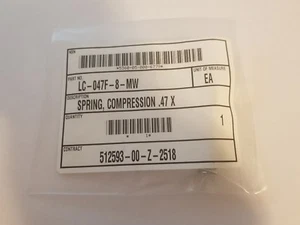 NSN
PART NO.
UNIT OF MEASURE
LC-047F-8-MW
EA
DESCRIPTION
SPRING, COMPRESSION .47 X
QUANTITY
1
CONTRACT
512593-00-Z-2518